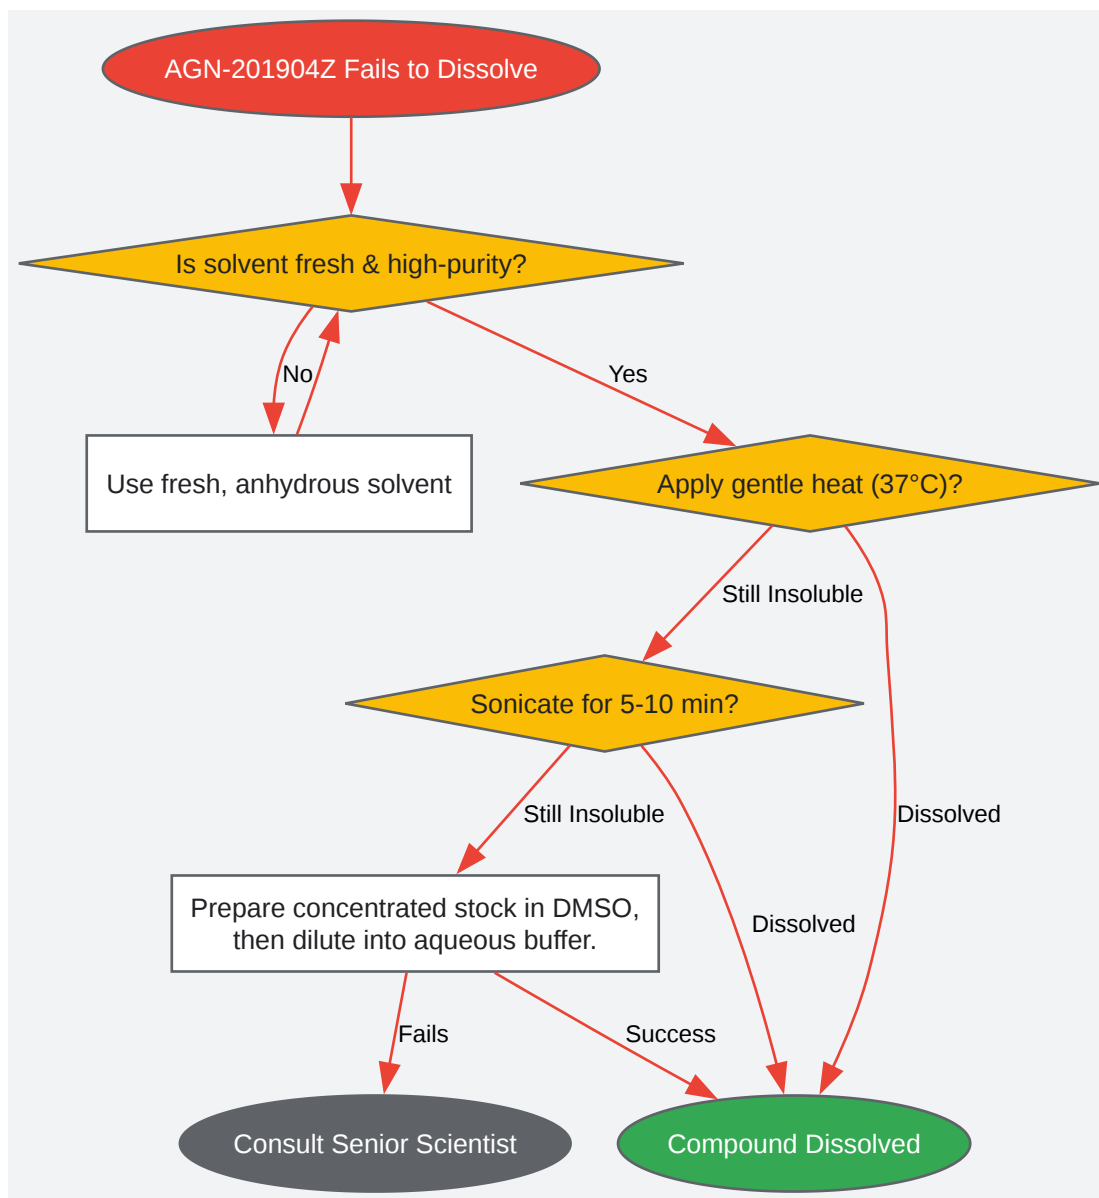 AGN-201904Z Fails to Dissolve
Is solvent fresh & high-purity?
No
Yes
Use fresh, anhydrous solvent
Apply gentle heat (37°C)?
Still Insoluble
Sonicate for 5-10 min?
Still Insoluble
Dissolved
Prepare concentrated stock in DMSO,
then dilute into aqueous buffer.
Dissolved
Fails
Success
Consult Senior Scientist
Compound Dissolved